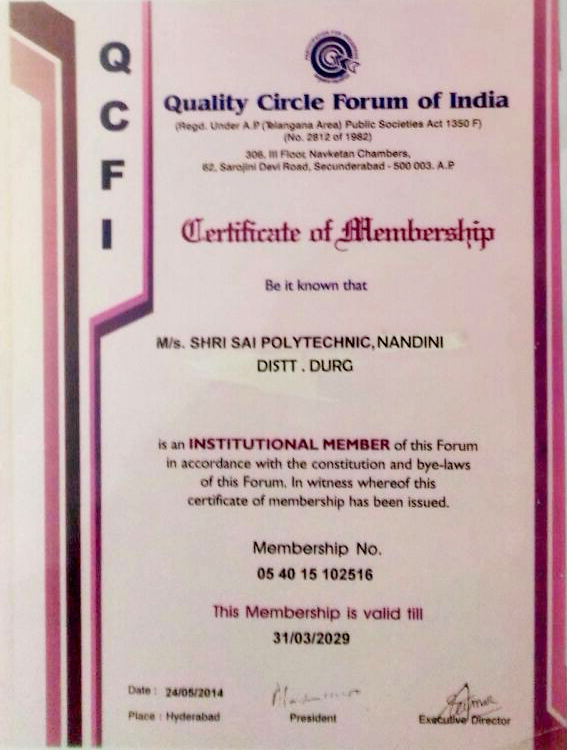 Q
C
F
I
Quality Circle Forum of India
(Regd. Under A.P (Telangana Area) Public Societies Act 1350 F)
(No. 2812 of 1982)
306, III Floor, Navketan Chambers,
62, Sarojini Devi Road, Secunderabad - 500 003. A.P
Certificate of Membership
Be it known that
M/s. SHRI SAI POLYTECHNIC, NANDINI
DISTT . DURG
is an INSTITUTIONAL MEMBER of this Forum
in accordance with the constitution and bye-laws
of this Forum. In witness whereof this
certificate of membership has been issued.
Membership No.
05 40 15 102516
This Membership is valid till
31/03/2029
Date : 24/05/2014
Place : Hyderabad
President
Executive Director